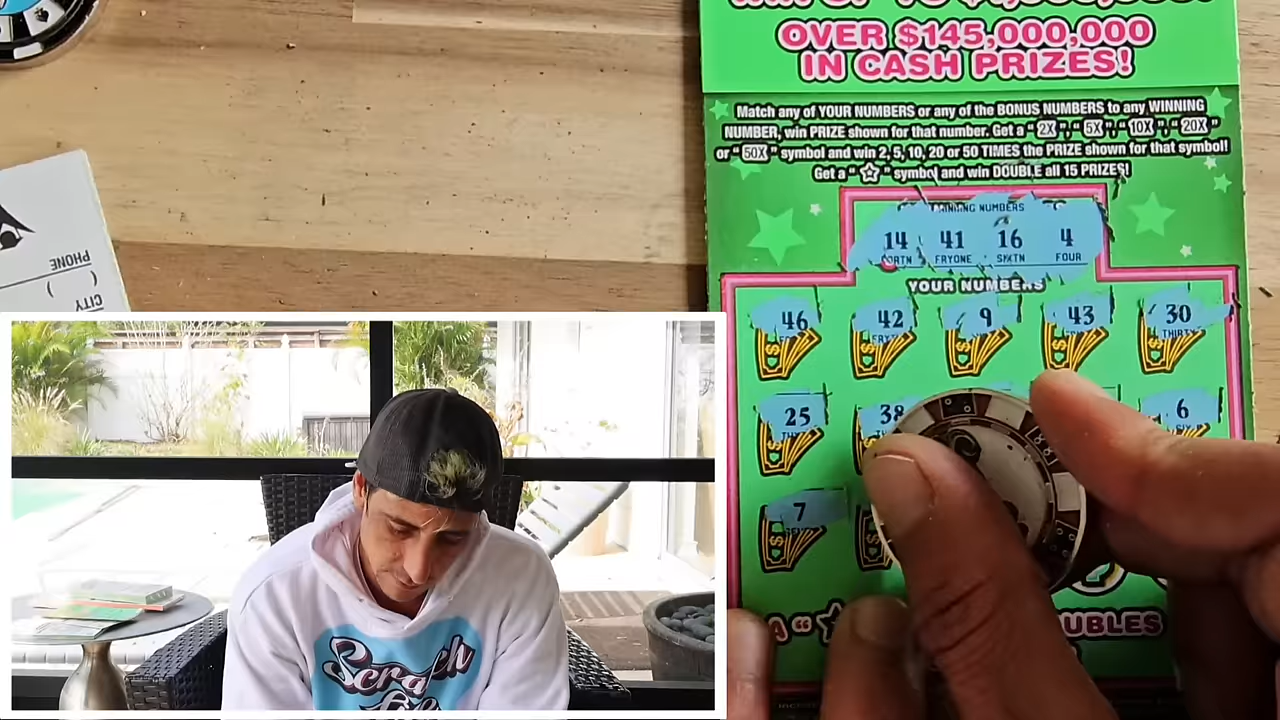 OVER $145,000,000
IN CASH PRIZES!
Match any of YOUR NUMBERS or any of the BONUS NUMBERS to any WINNING
NUMBER, win PRIZE shown for that number. Get a "2X", "5X", "10X", "20X"
or "50X" symbol and win 2, 5, 10, 20 or 50 TIMES the PRIZE shown for that symbol!
Get a "☆" symbol and win DOUBLE all 15 PRIZES!
WINNING NUMBERS
14 41 16 4
FRYONE SIXTN FOUR
YOUR NUMBERS
46 42 9 43 30
THIRTY
25 38 6
7
PHONE
CITY
Scratch